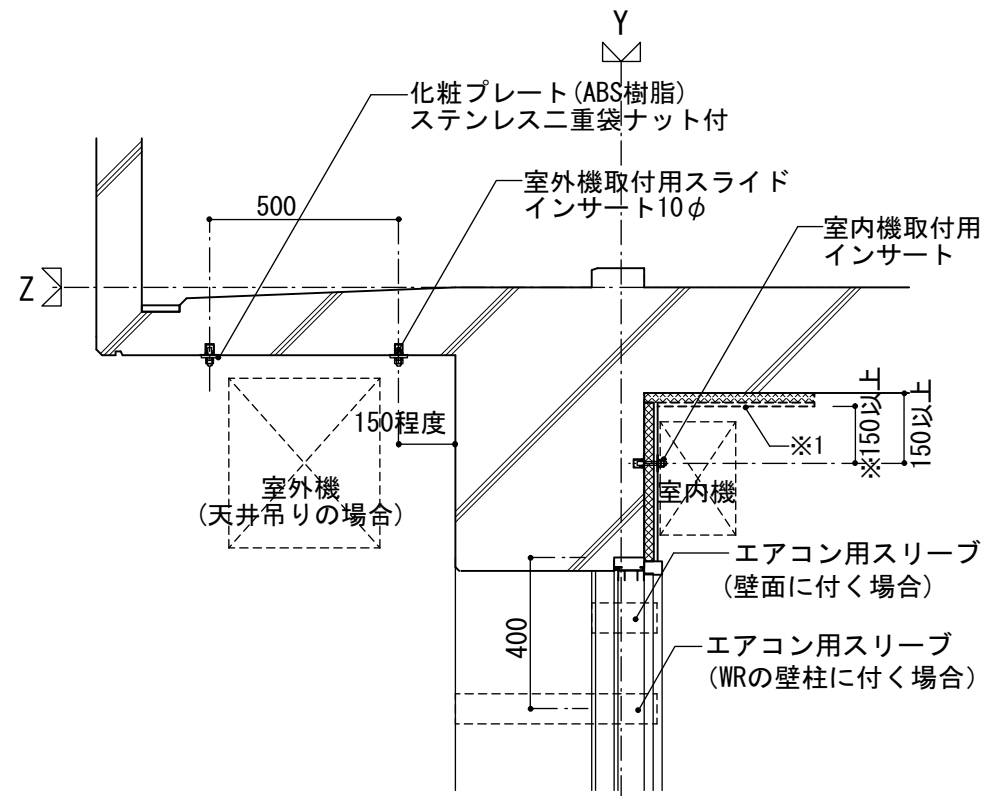 Y
化粧プレート(ABS樹脂)
ステンレス二重袋ナット付
室外機取付用スライド
インサート10φ
500
室内機取付用
インサート
Z
150程度
※1
※150以上
150以上
室外機
(天井吊りの場合)
室内機
エアコン用スリーブ
(壁面に付く場合)
400
エアコン用スリーブ
(WRの壁柱に付く場合)